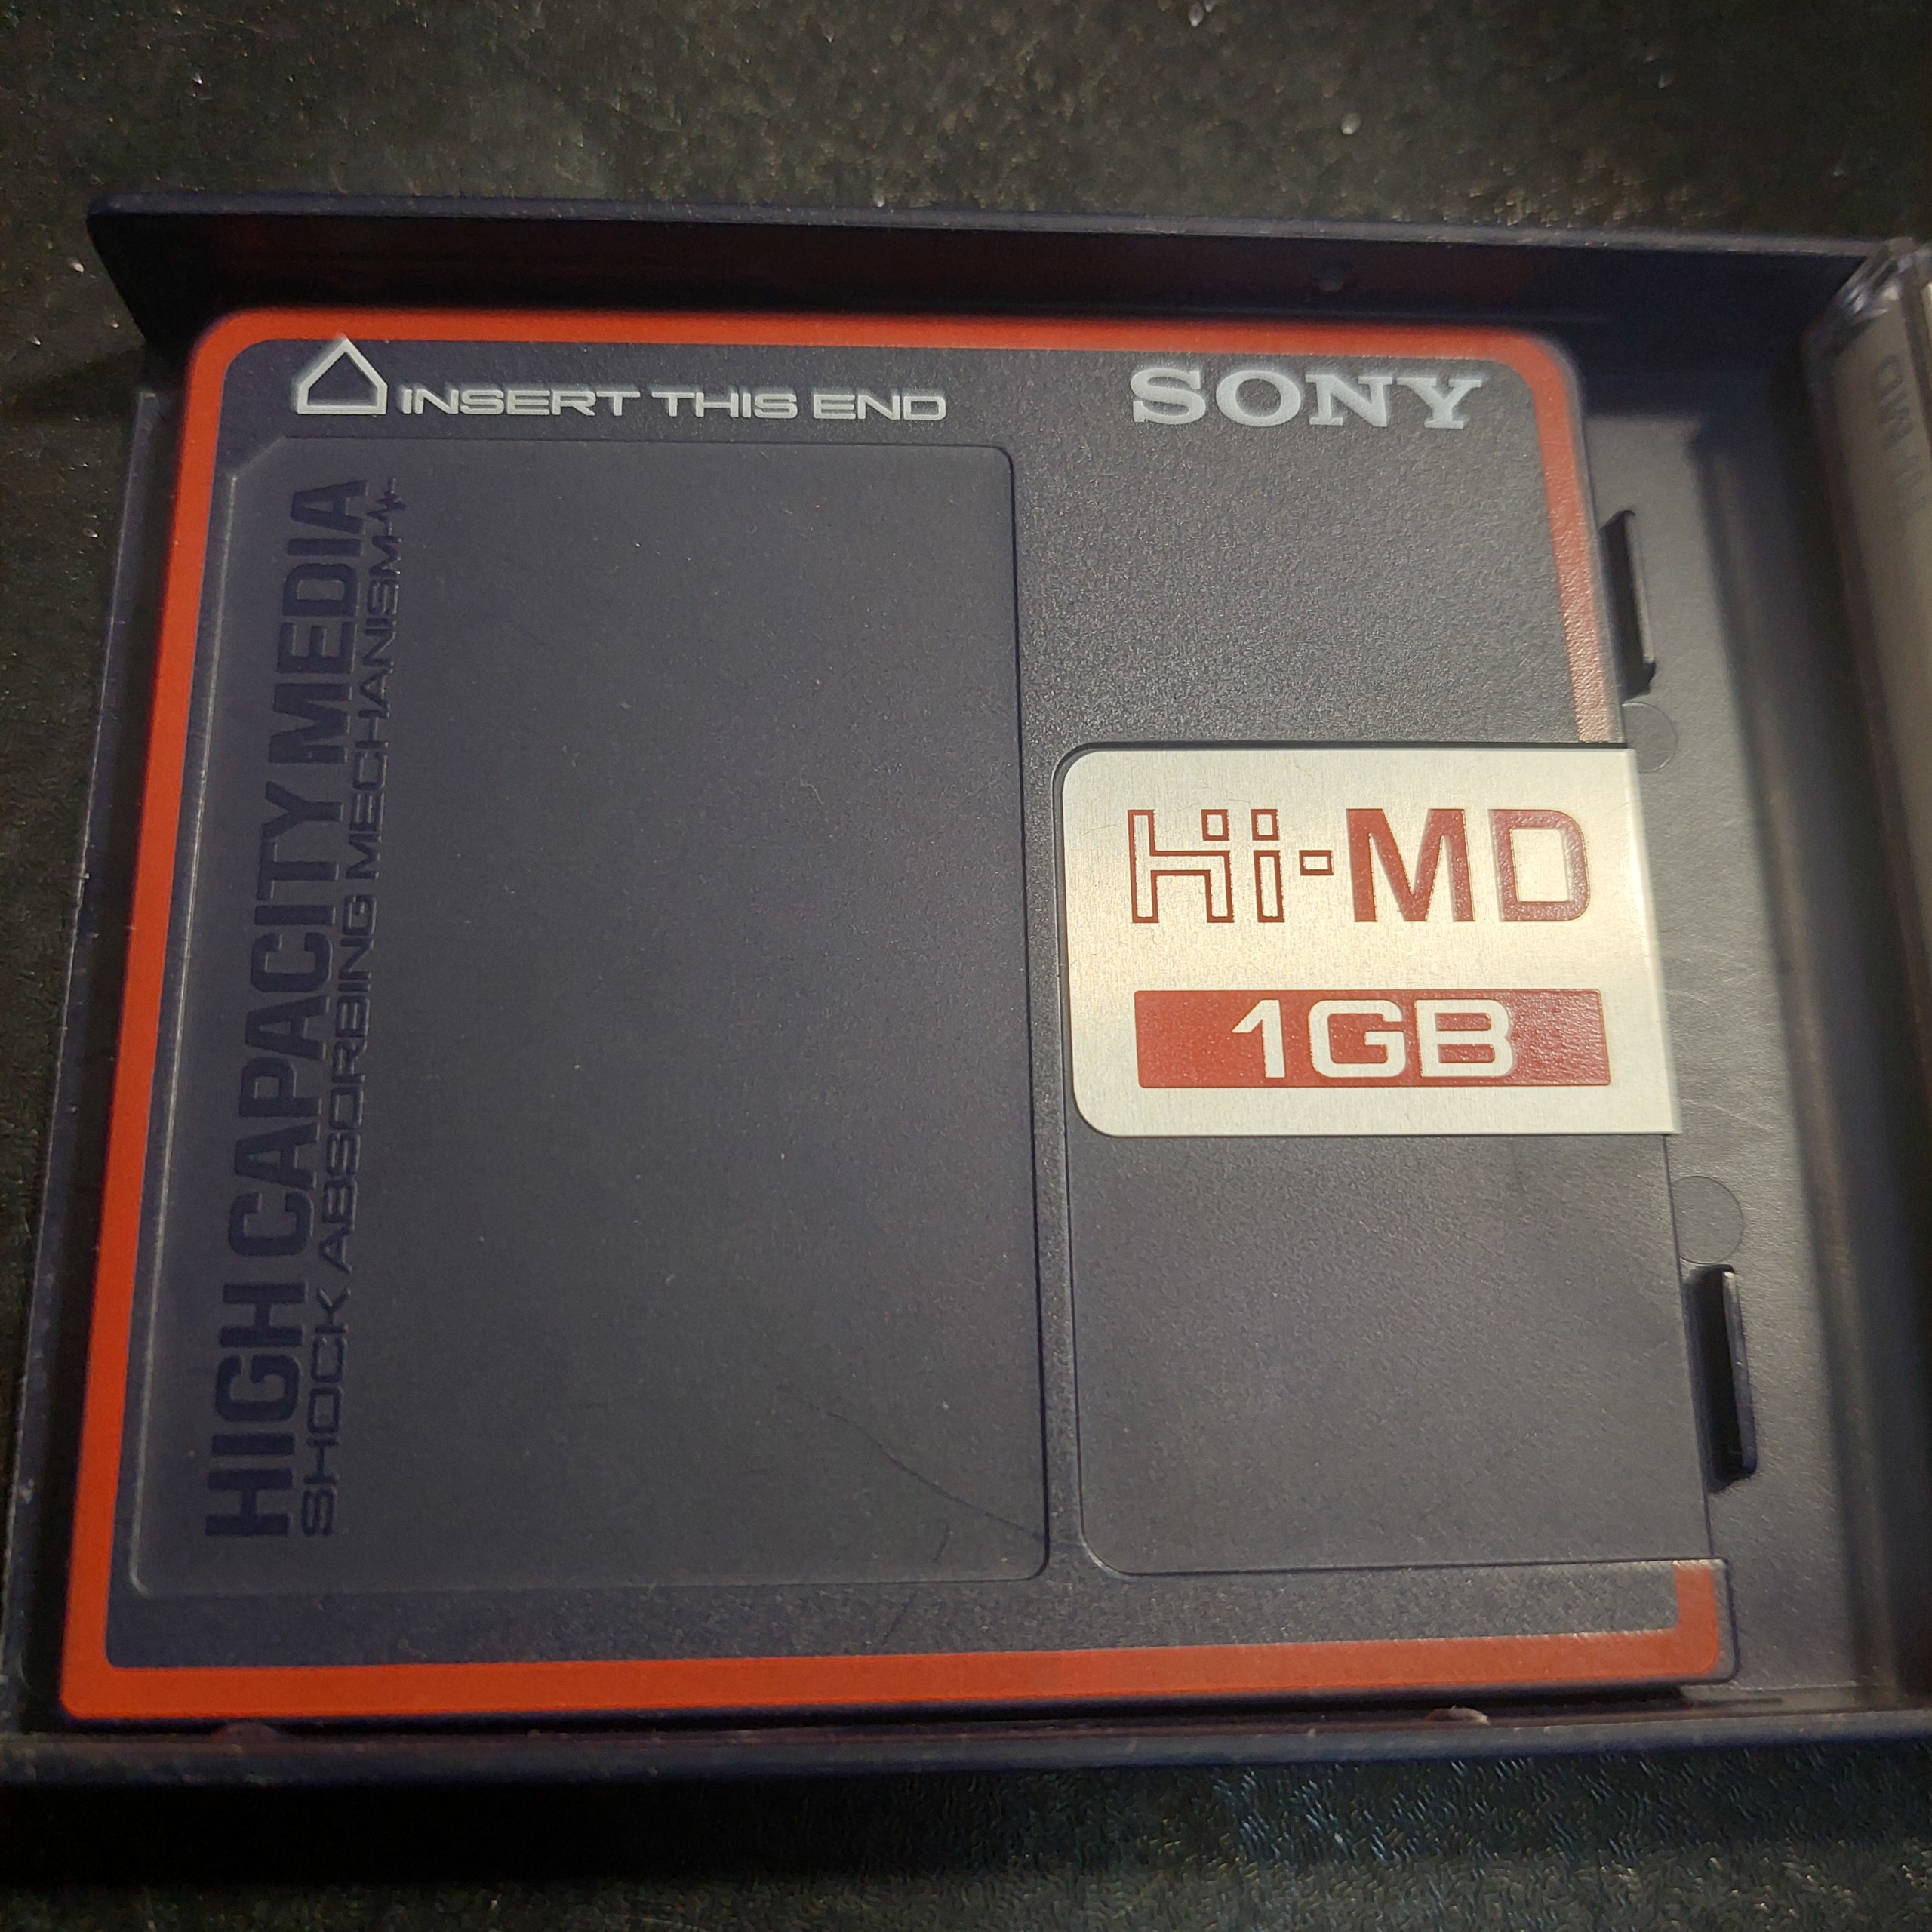 INSERT THIS END
SONY
HIGH CAPACITY MEDIA
SHOCK ABSORBING MECHANISM
Hi-MD
1GB